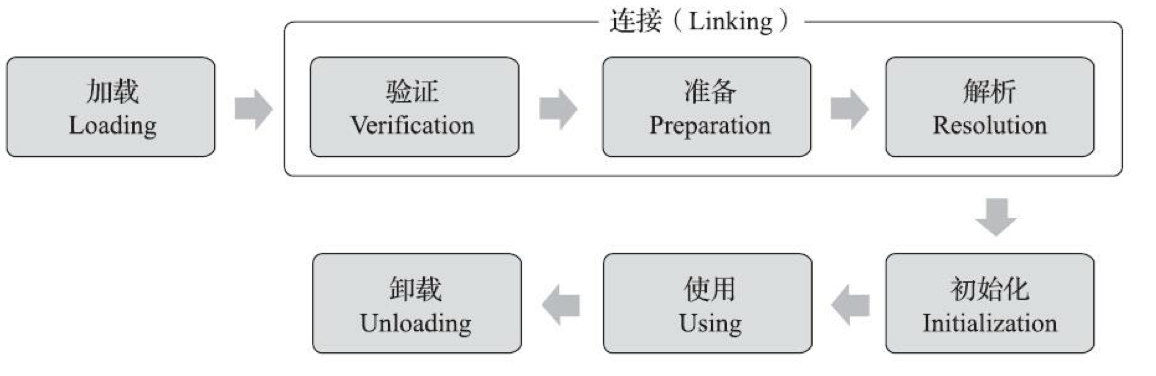 连接（Linking）
加载
Loading
验证
Verification
准备
Preparation
解析
Resolution
初始化
Initialization
使用
Using
卸载
Unloading